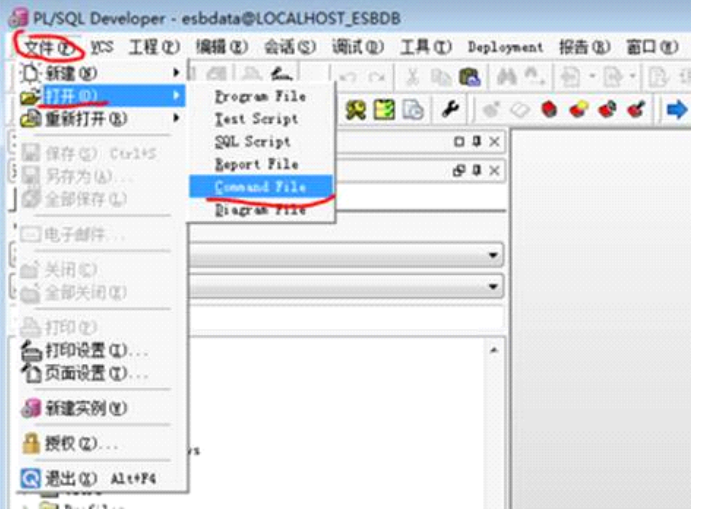 PL/SQL Developer - esbdata@LOCALHOST_ESBDB
文件(F) VCS 工程(P) 编辑(E) 会话(S) 调试(D) 工具(T) Deployment 报告(R) 窗口(W)
新建(N)
打开(O)
重新打开(R)
保存(S) Ctrl+S
另存为(A)...
全部保存(L)
电子邮件...
关闭(C)
全部关闭(E)
打印(P)
打印设置(I)...
页面设置(T)...
新建实例(Y)
授权(Z)...
退出(X) Alt+F4
Program File
Test Script
SQL Script
Report File
Command File
Diagram File